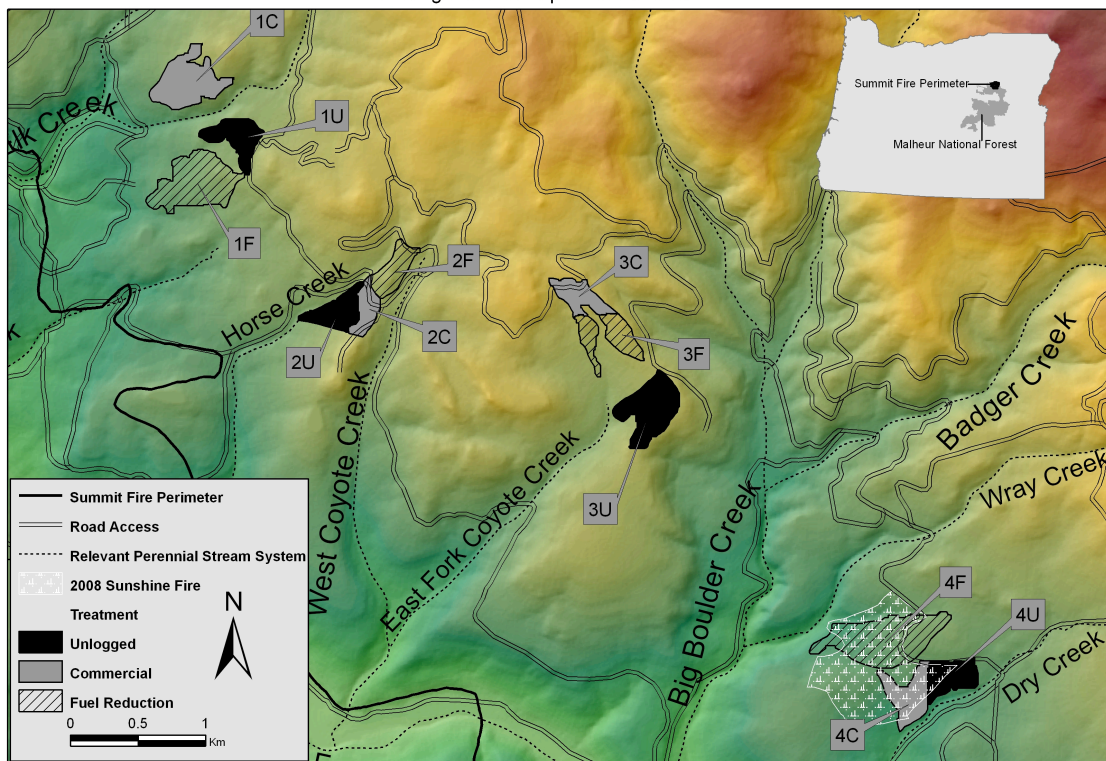 1C
Summit Fire Perimeter
Malheur National Forest
1U
Creek
1F
2F
3C
Horse Creek
2C
3F
2U
Badger Creek
Wray Creek
3U
West Coyote Creek
East Fork Coyote Creek
Big Boulder Creek
4F
4U
Dry Creek
4C
Summit Fire Perimeter
Road Access
Relevant Perennial Stream System
2008 Sunshine Fire
Treatment
Unlogged
Commercial
Fuel Reduction
N
0 0.5 1
Km